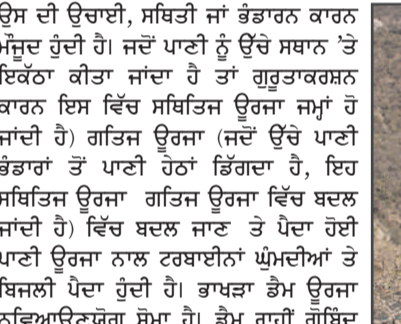 ਉਸ ਦੀ ਉਚਾਈ, ਸਥਿਤੀ ਜਾਂ ਭੰਡਾਰਨ ਕਾਰਨ
ਮੌਜੂਦ ਹੁੰਦੀ ਹੈ। ਜਦੋਂ ਪਾਣੀ ਨੂੰ ਉੱਚੇ ਸਥਾਨ ’ਤੇ
ਇਕੱਠਾ ਕੀਤਾ ਜਾਂਦਾ ਹੈ ਤਾਂ ਗੁਰੂਤਾਕਰਸ਼ਨ
ਕਾਰਨ ਇਸ ਵਿੱਚ ਸਥਿਤਿਜ ਊਰਜਾ ਜਮ੍ਹਾਂ ਹੋ
ਜਾਂਦੀ ਹੈ) ਗਤਿਜ ਊਰਜਾ (ਜਦੋਂ ਉੱਚੇ ਪਾਣੀ
ਭੰਡਾਰਾਂ ਤੋਂ ਪਾਣੀ ਹੇਠਾਂ ਡਿੱਗਦਾ ਹੈ, ਇਹ
ਸਥਿਤਿਜ ਊਰਜਾ ਗਤਿਜ ਊਰਜਾ ਵਿੱਚ ਬਦਲ
ਜਾਂਦੀ ਹੈ) ਵਿੱਚ ਬਦਲ ਜਾਣ ਤੇ ਪੈਦਾ ਹੋਈ
ਪਾਣੀ ਊਰਜਾ ਨਾਲ ਟਰਬਾਈਨਾਂ ਘੁੰਮਦੀਆਂ ਤੇ
ਬਿਜਲੀ ਪੈਦਾ ਹੁੰਦੀ ਹੈ। ਭਾਖੜਾ ਡੈਮ ਊਰਜਾ
ਨਵਿਆਉਣਯੋਗ ਸੋਮਾ ਹੈ। ਡੈਮ ਰਾਹੀਂ ਗੋਬਿੰਦ